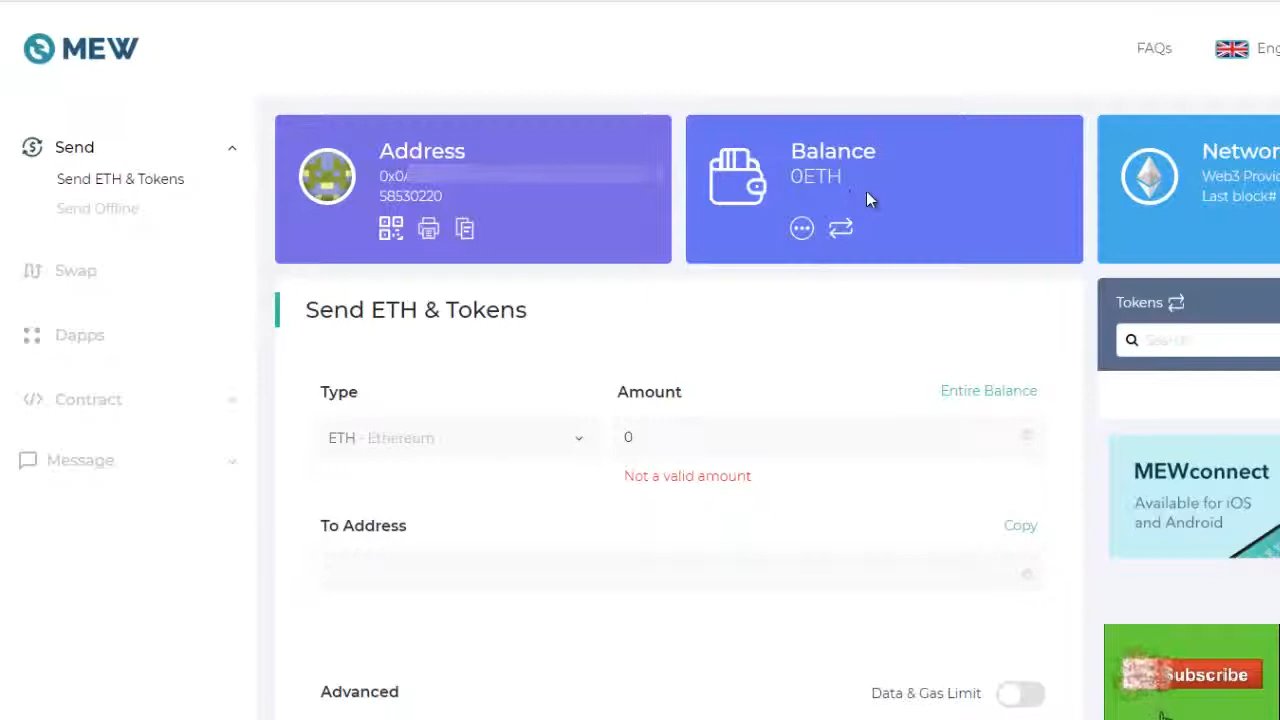 MEW
FAQs
Eng
Send
Send ETH & Tokens
Send Offline
Swap
Dapps
Contract
Message
Address
0x0
58530220
Balance
0ETH
Networ
Web3 Provi
Last block#
Send ETH & Tokens
Type
Amount
Entire Balance
ETH - Ethereum
0
Not a valid amount
To Address
Copy
Advanced
Data & Gas Limit
Tokens
Search
MEWconnect
Available for iOS
and Android
Subscribe